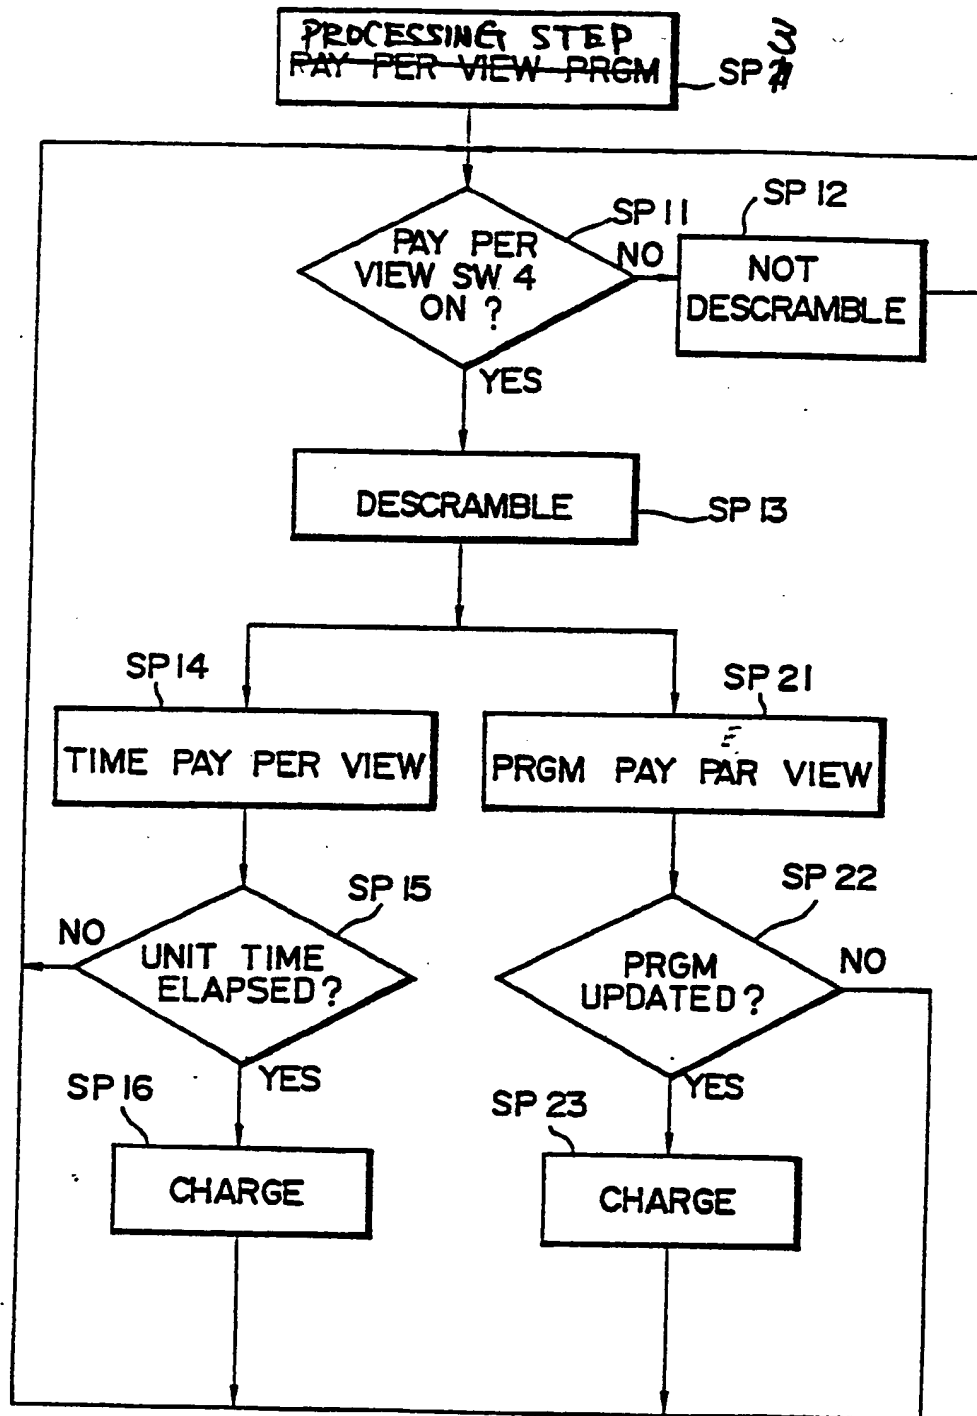 PROCESSING STEP
PAY PER VIEW PRGM
SP 3
SP 11
SP 12
PAY PER
VIEW SW 4
ON ?
NO
NOT
DESCRAMBLE
YES
DESCRAMBLE
SP 13
SP 14
SP 21
TIME PAY PER VIEW
E
PRGM PAY PAR VIEW
SP 15
SP 22
NO
UNIT TIME
ELAPSED?
PRGM
UPDATED?
NO
YES
YES
SP 16
SP 23
CHARGE
CHARGE